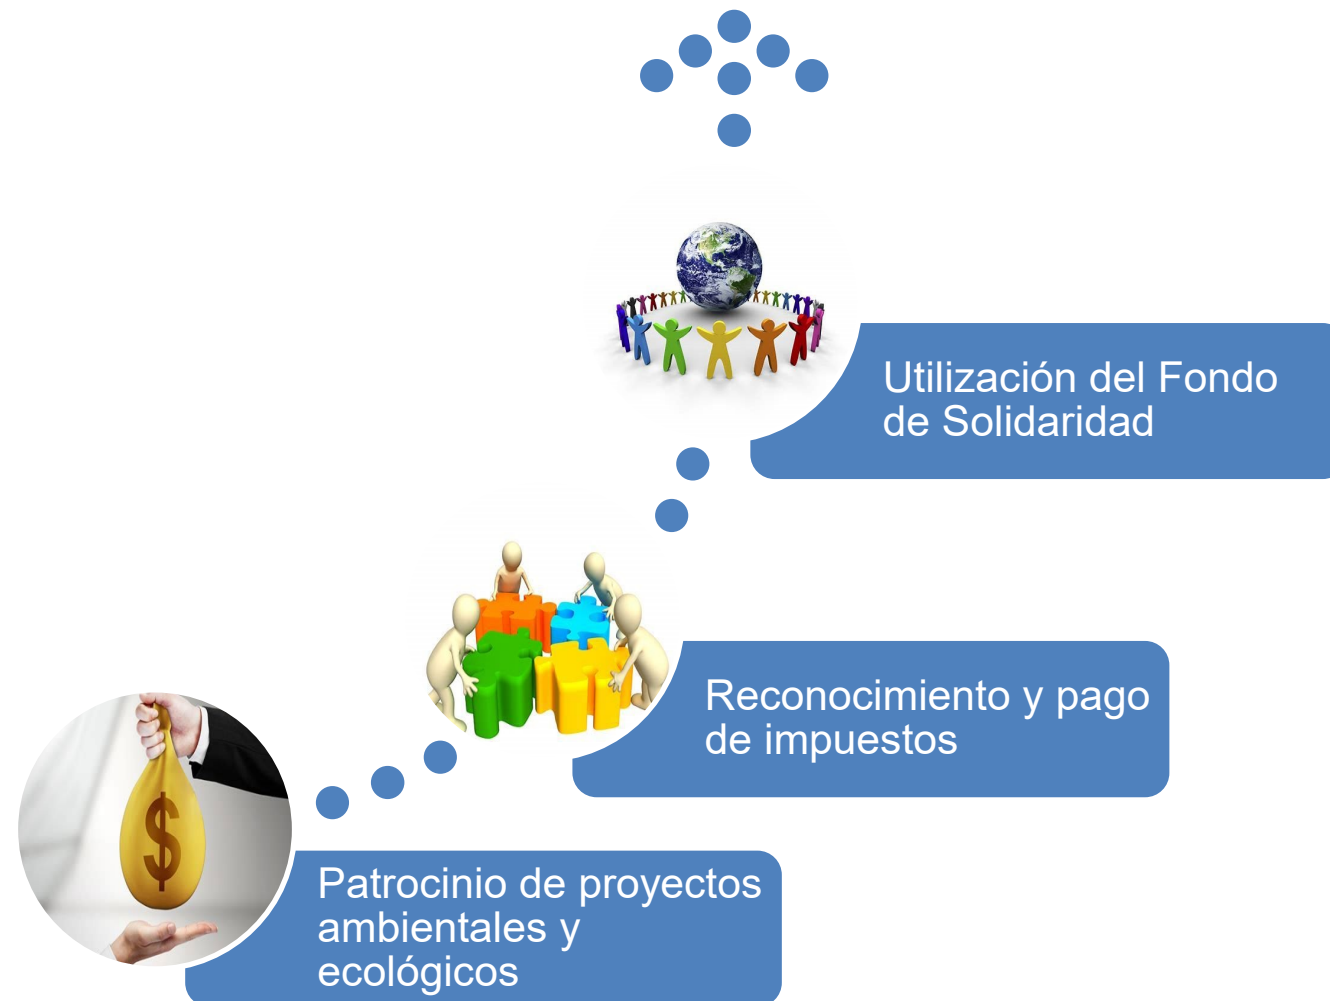 Utilización del Fondo
de Solidaridad
Reconocimiento y pago
de impuestos
$
Patrocinio de proyectos
ambientales y
ecológicos